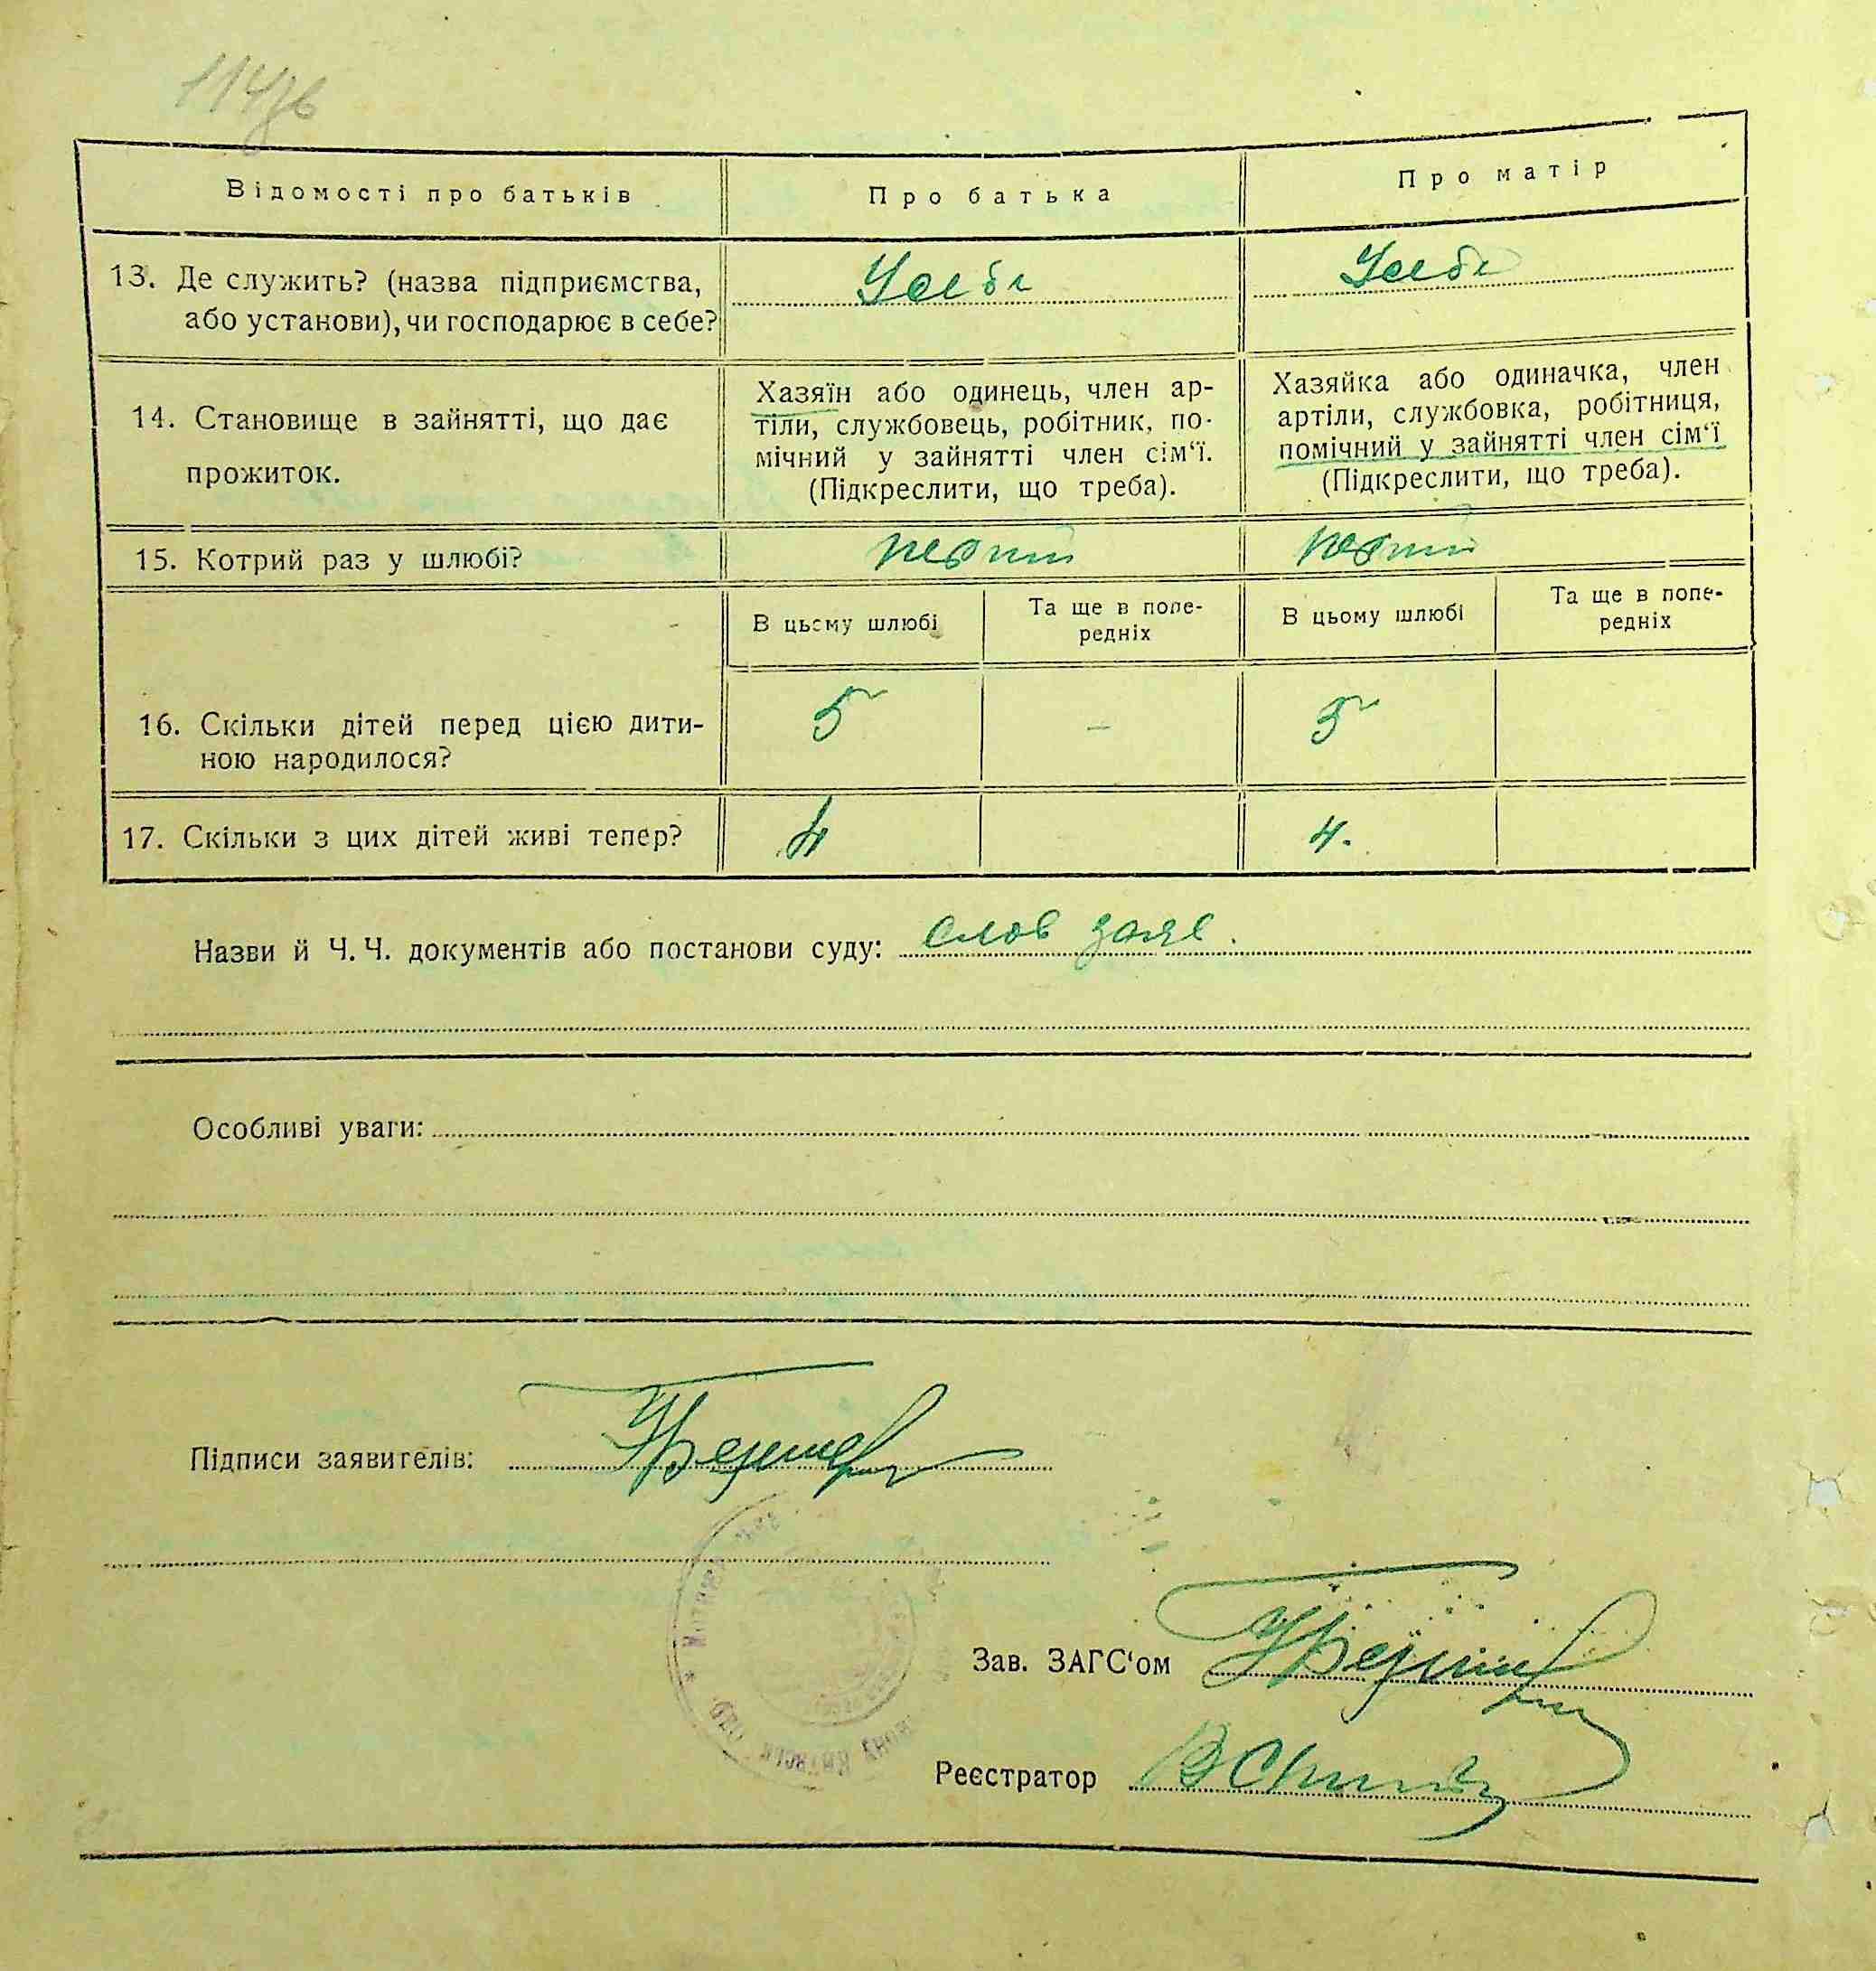 114зв
Відомості про батьків
Про батька
Про матір
13. Де служить? (назва підприємства,
або установи), чи господарює в себе?
У себе
У себе
14. Становище в зайнятті, що дає
прожиток.
Хазяїн або одинець, член ар-
тіли, службовець, робітник, по-
мічний у зайнятті член сім‘ї.
(Підкреслити, що треба).
Хазяйка або одиначка, член
артіли, службовка, робітниця,
помічний у зайнятті член сім‘ї
(Підкреслити, що треба).
15. Котрий раз у шлюбі?
перший
перший
В цьому шлюбі
Та ще в попе-
редніх
В цьому шлюбі
Та ще в попе-
редніх
16. Скільки дітей перед цією дити-
ною народилося?
5
-
5
17. Скільки з цих дітей живі тепер?
4
4.
Назви й Ч. Ч. документів або постанови суду: слов заяв.
Особливі уваги:
Підписи заявителів:
Зав. ЗАГС‘ом
Реєстратор